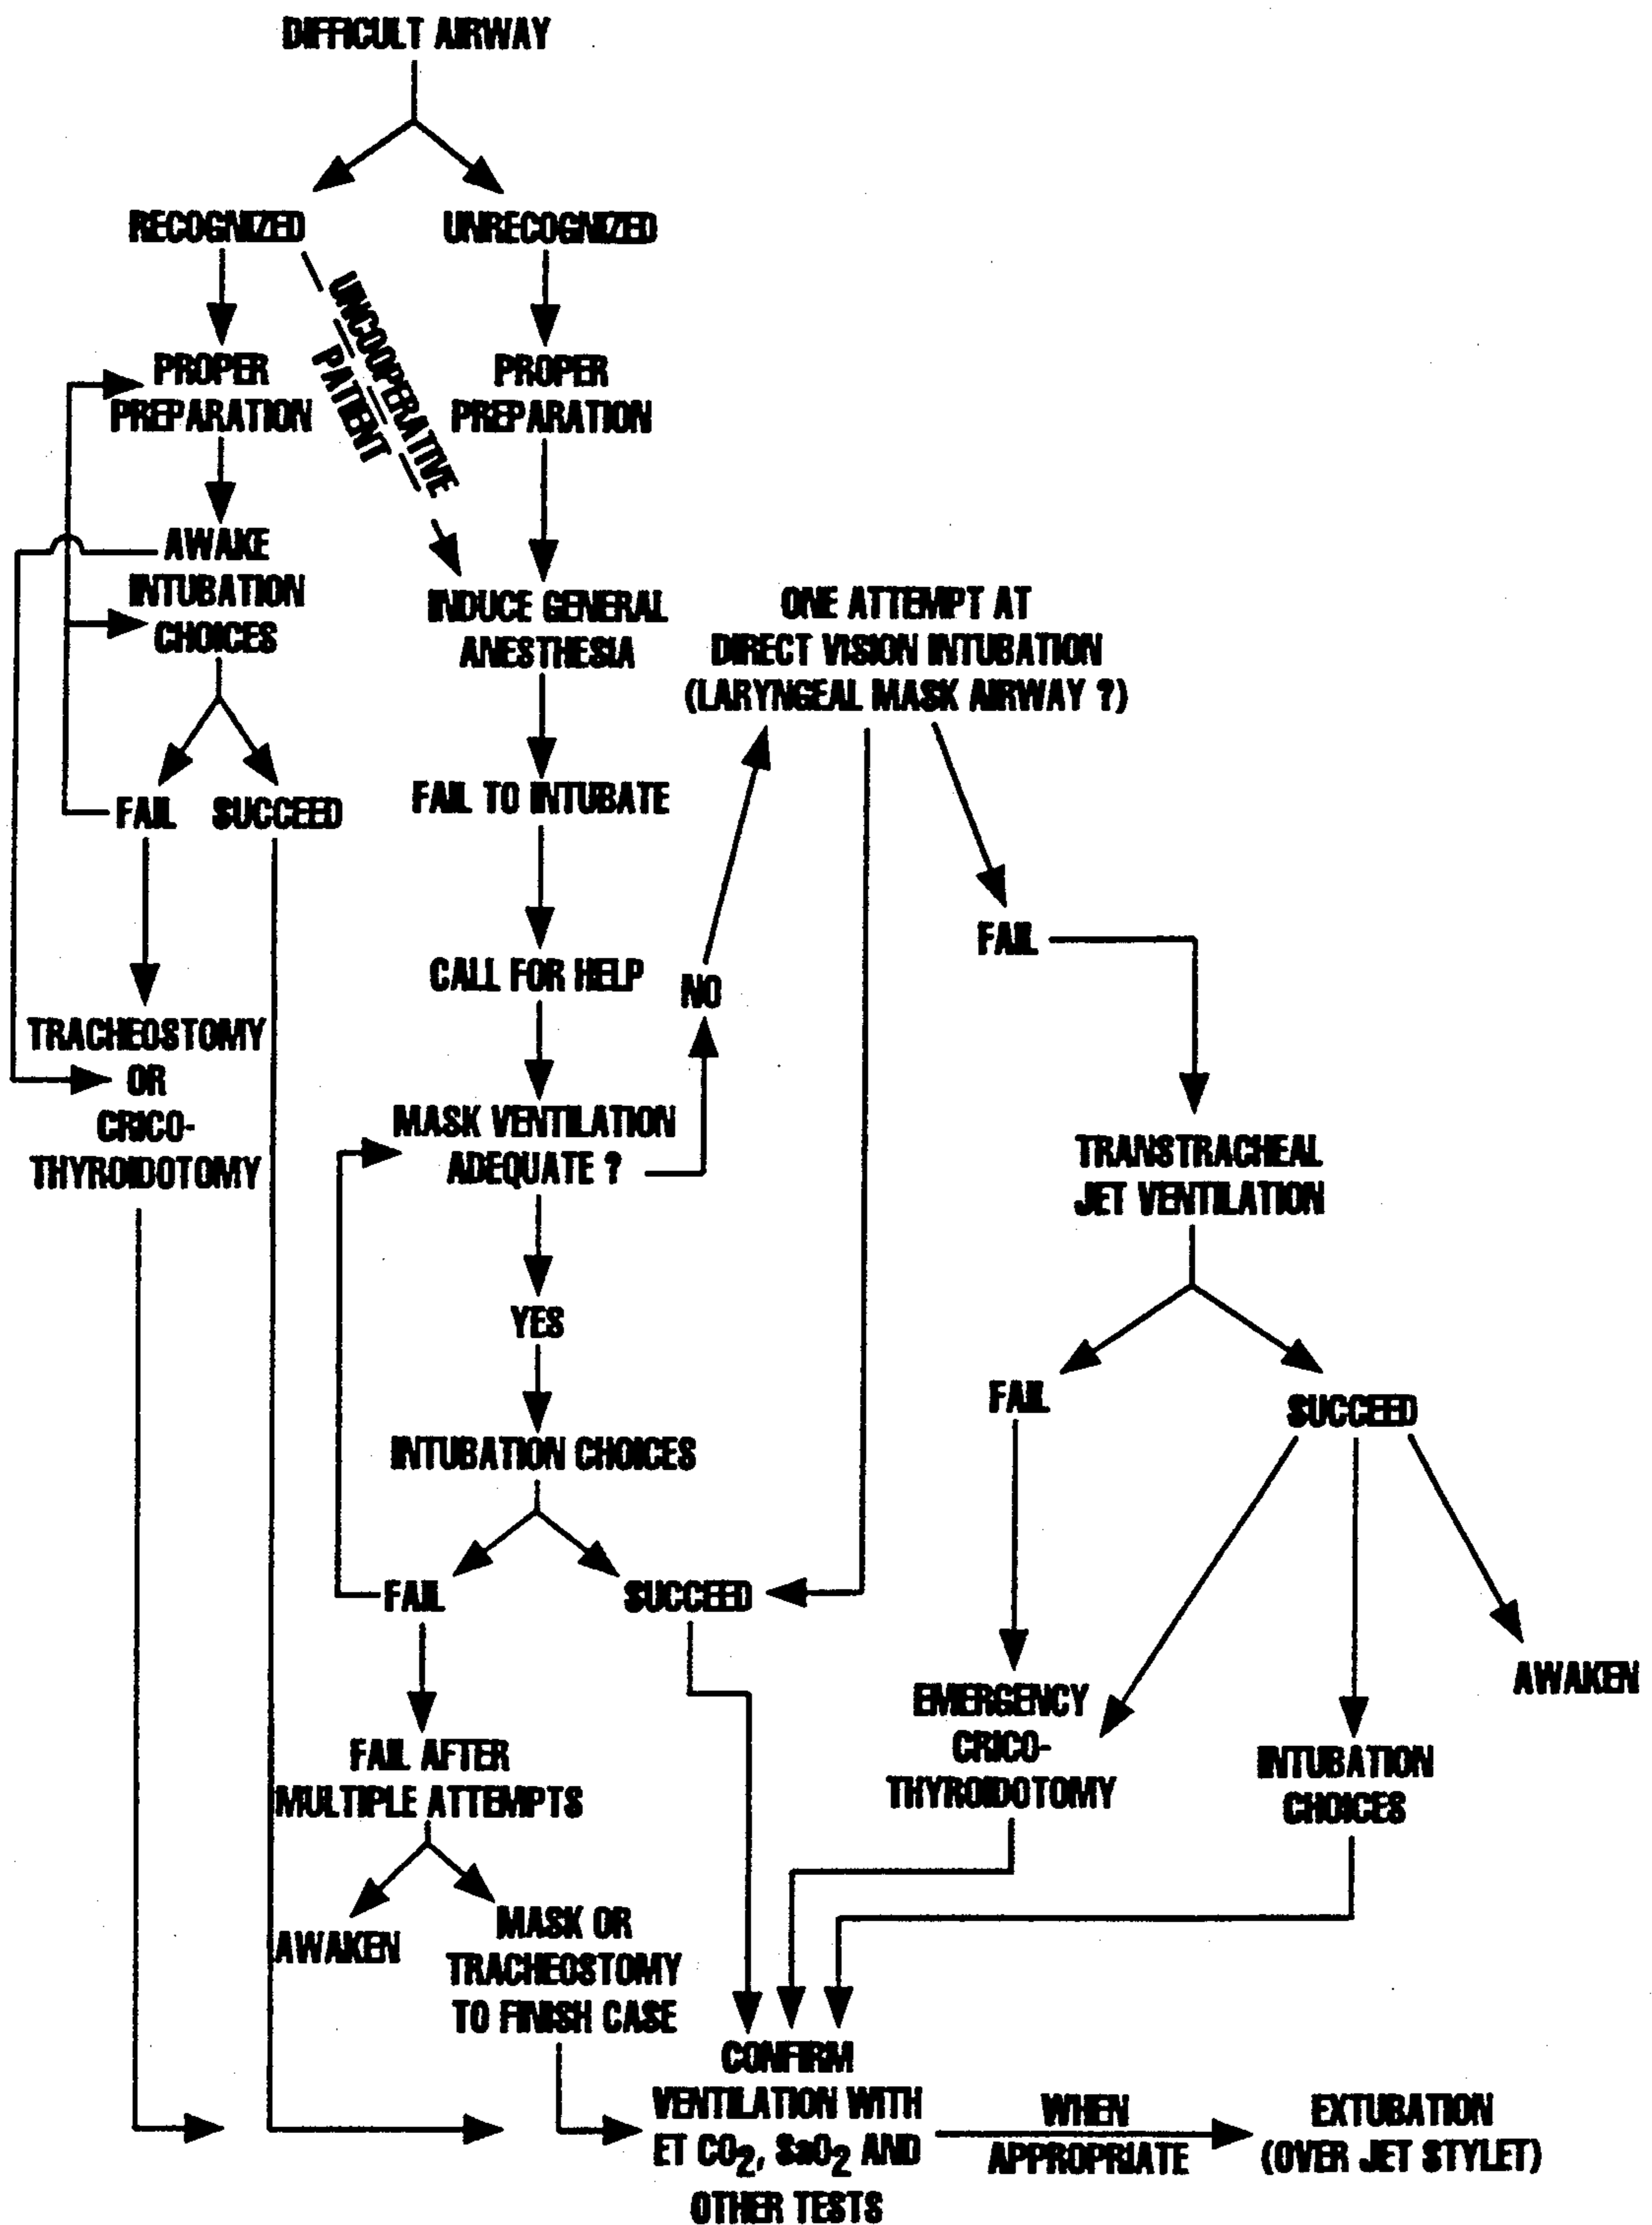 DIFFICULT AIRWAY
RECOGNIZED
UNRECOGNIZED
UNCOOPERATIVE
PATIENT
PROPER
PREPARATION
PROPER
PREPARATION
AWAKE
INTUBATION
CHOICES
INDUCE GENERAL
ANESTHESIA
ONE ATTEMPT AT
DIRECT VISION INTUBATION
(LARYNGEAL MASK AIRWAY ?)
FAIL
SUCCEED
FAIL TO INTUBATE
FAIL
CALL FOR HELP
NO
TRACHEOSTOMY
OR
CRICO-
THYROIDOTOMY
MASK VENTILATION
ADEQUATE ?
TRANSTRACHEAL
JET VENTILATION
YES
FAIL
SUCCEED
INTUBATION CHOICES
FAIL
SUCCEED
EMERGENCY
CRICO-
THYROIDOTOMY
INTUBATION
CHOICES
AWAKEN
FAIL AFTER
MULTIPLE ATTEMPTS
AWAKEN
MASK OR
TRACHEOSTOMY
TO FINISH CASE
CONFIRM
VENTILATION WITH
ET CO₂, SaO₂ AND
OTHER TESTS
WHEN
APPROPRIATE
EXTUBATION
(OVER JET STYLET)